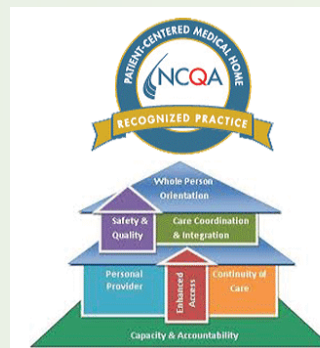 PATIENT-CENTERED MEDICAL HOME
NCQA
RECOGNIZED PRACTICE
Whole Person
Orientation
Safety &
Quality
Care Coordination
& Integration
Personal
Provider
Enhanced
Access
Continuity of
Care
Capacity & Accountability